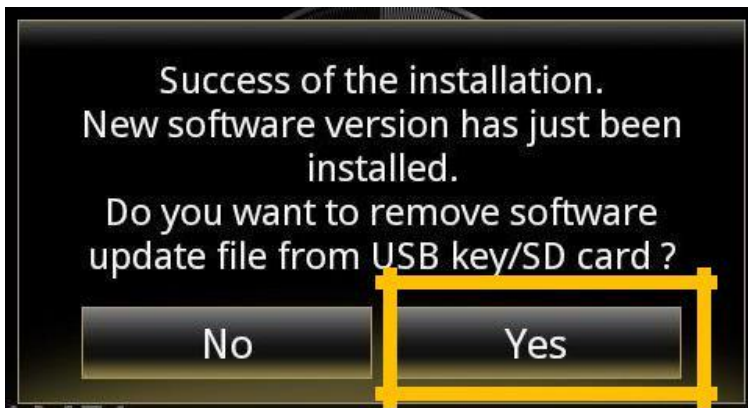 Success of the installation.
New software version has just been
installed.
Do you want to remove software
update file from USB key/SD card ?
No
Yes